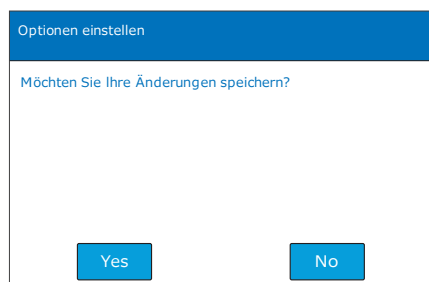 Optionen einstellen
Möchten Sie Ihre Änderungen speichern?
Yes
No